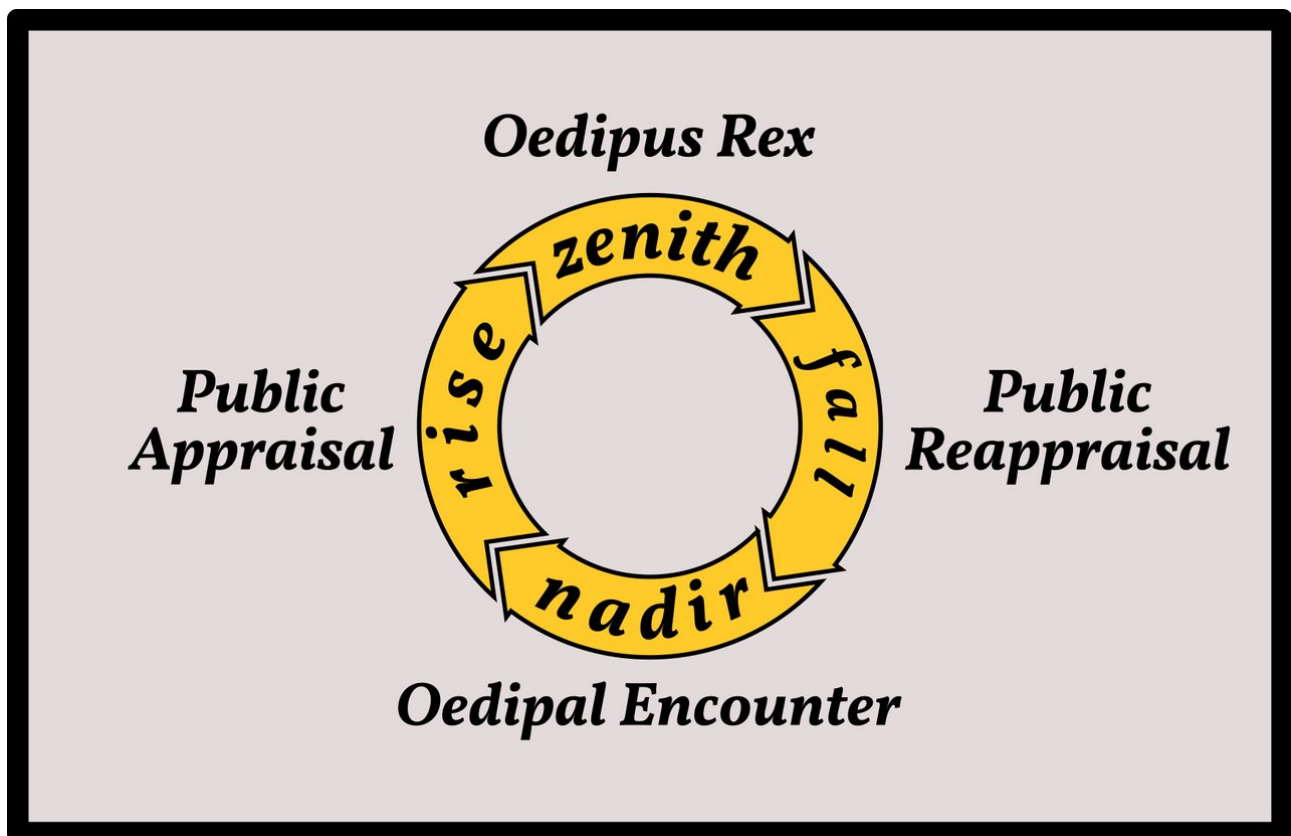 Oedipus Rex
zenith
rise
fall
Public
Appraisal
Public
Reappraisal
nadir
Oedipal Encounter